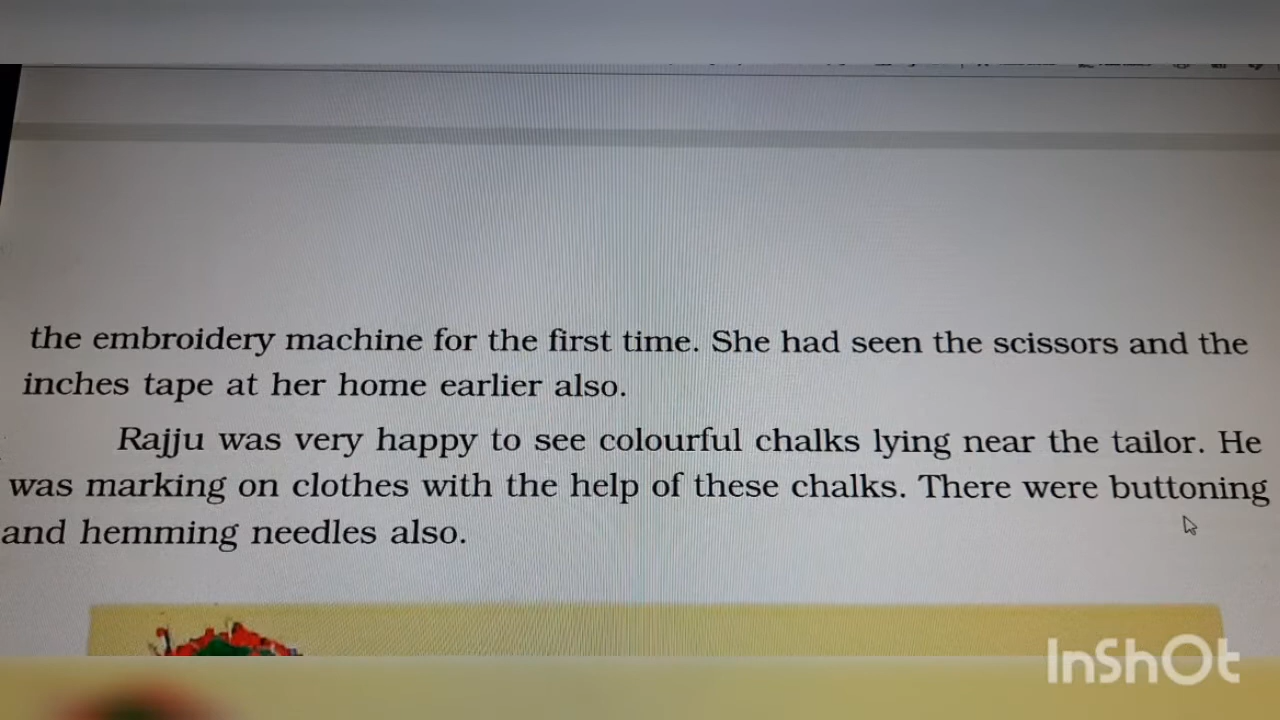 the embroidery machine for the first time. She had seen the scissors and the
inches tape at her home earlier also.
Rajju was very happy to see colourful chalks lying near the tailor. He
was marking on clothes with the help of these chalks. There were buttoning
and hemming needles also.
InShOt